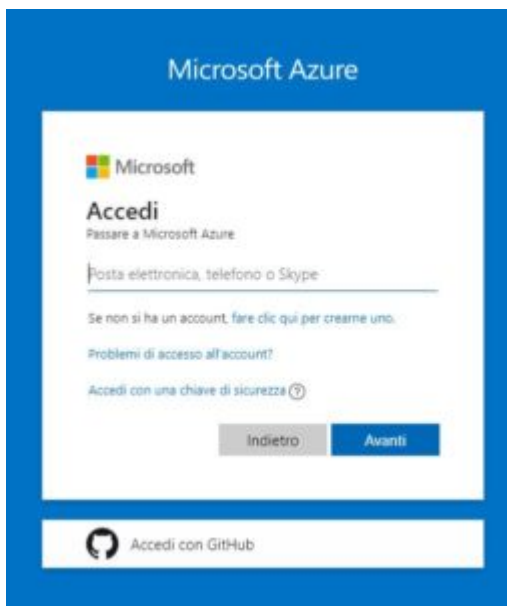 Microsoft Azure
Microsoft
Accedi
Passare a Microsoft Azure
Posta elettronica, telefono o Skype
Se non si ha un account, fare clic qui per crearne uno.
Problemi di accesso all'account?
Accedi con una chiave di sicurezza ?
Indietro Avanti
Accedi con GitHub